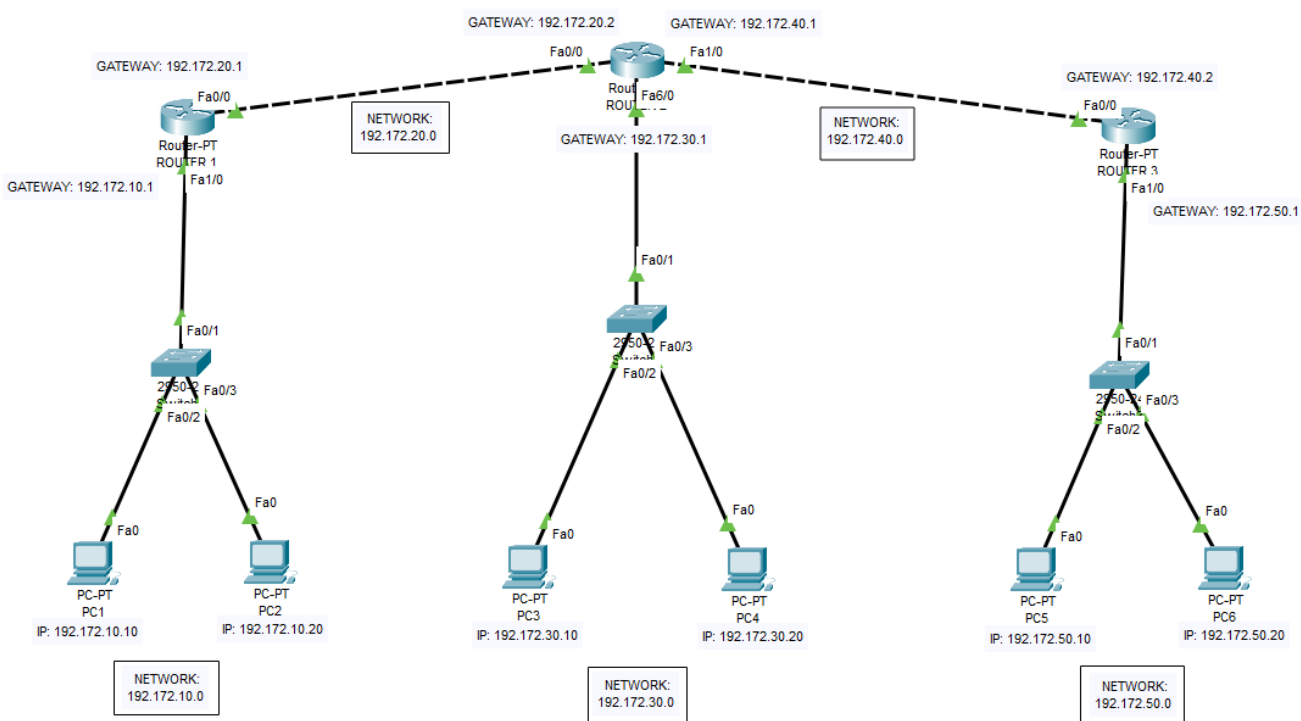 GATEWAY: 192.172.20.2
GATEWAY: 192.172.40.1
Fa0/0
Fa1/0
GATEWAY: 192.172.20.1
GATEWAY: 192.172.40.2
Fa0/0
Fa6/0
Fa0/0
NETWORK:
192.172.20.0
NETWORK:
192.172.40.0
GATEWAY: 192.172.30.1
Router-PT
ROUTER 1
Router-PT
ROUTER 3
GATEWAY: 192.172.10.1
Fa1/0
Fa1/0
GATEWAY: 192.172.50.1
Fa0/1
Fa0/1
Fa0/1
Fa0/3
Fa0/2
Fa0/3
Fa0/2
Fa0/3
Fa0/2
Fa0
Fa0
Fa0
Fa0
Fa0
Fa0
PC-PT
PC1
IP: 192.172.10.10
PC-PT
PC2
IP: 192.172.10.20
PC-PT
PC3
IP: 192.172.30.10
PC-PT
PC4
IP: 192.172.30.20
PC-PT
PC5
IP: 192.172.50.10
PC-PT
PC6
IP: 192.172.50.20
NETWORK:
192.172.10.0
NETWORK:
192.172.30.0
NETWORK:
192.172.50.0